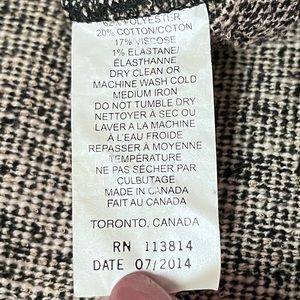 62% POLYESTER
20% COTTON/COTON
17% VISCOSE
1% ELASTANE/
ÉLASTHANNE
DRY CLEAN OR
MACHINE WASH COLD
MEDIUM IRON
DO NOT TUMBLE DRY
NETTOYER À SEC OU
LAVER A LA MACHINE
À L'EAU FROIDE
REPASSER À MOYENNE
TEMPÉRATURE
NE PAS SÉCHER PAR
CULBUTAGE
MADE IN CANADA
FAIT AU CANADA
TORONTO, CANADA
RN 113814
DATE 07/2014